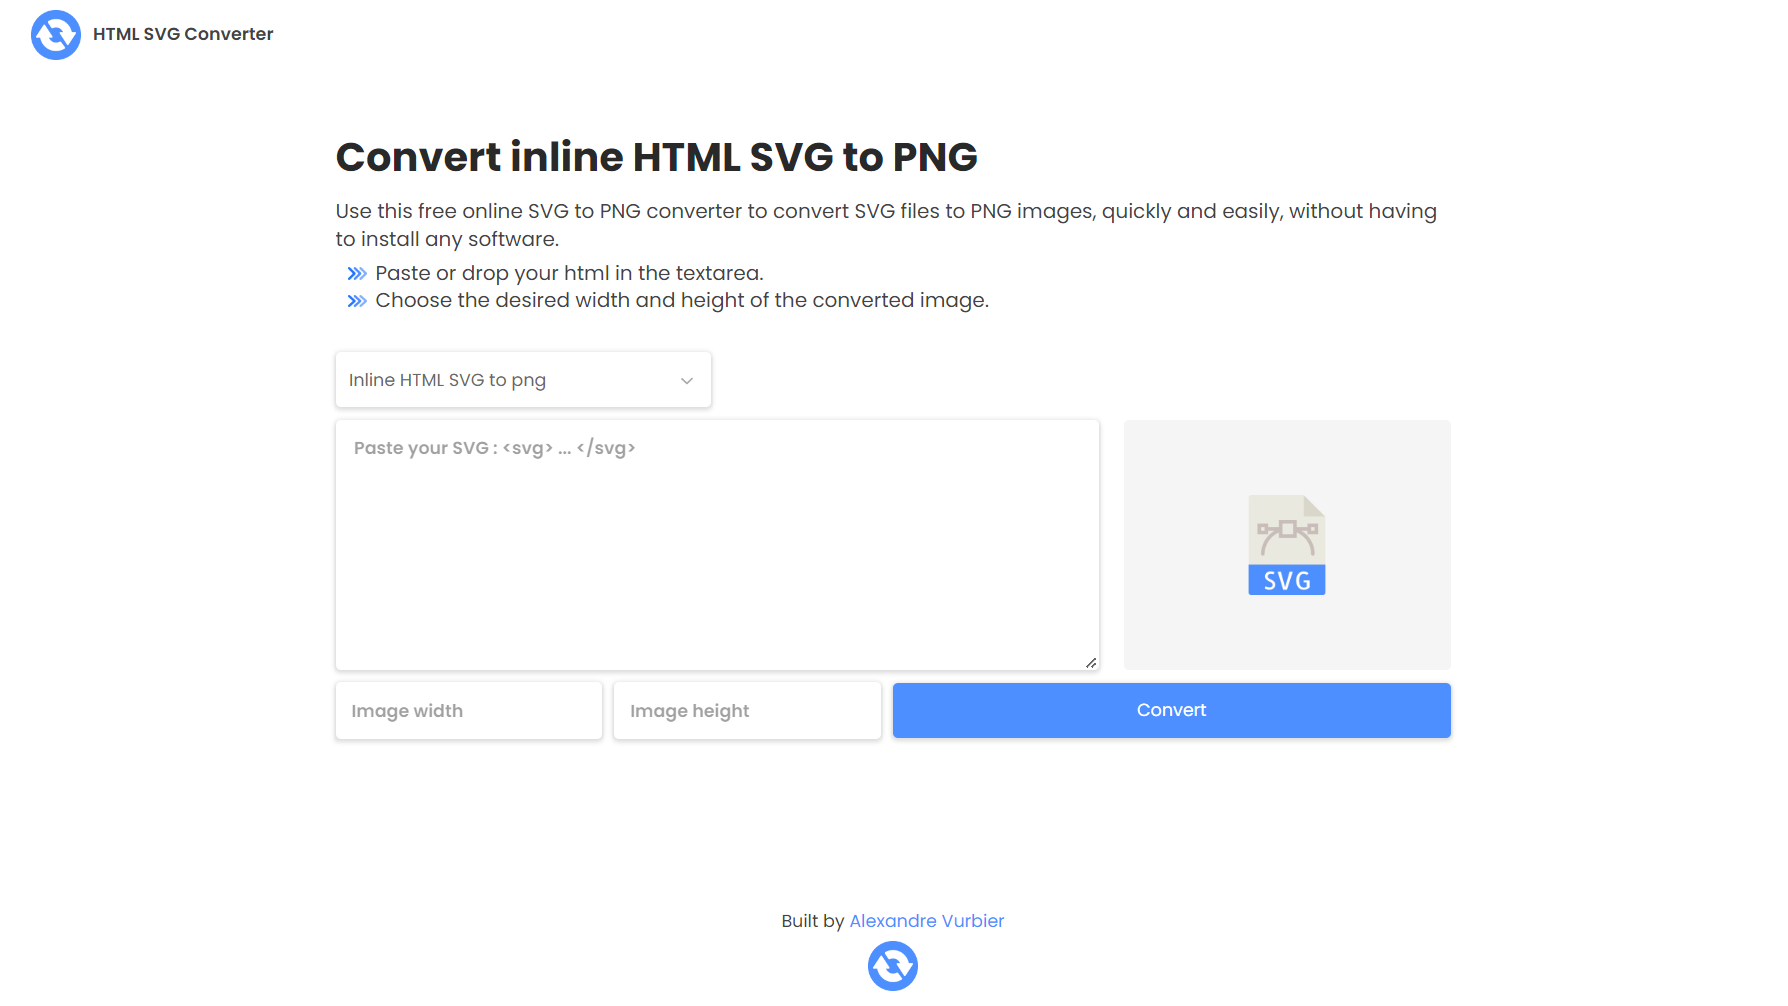 HTML SVG Converter
Convert inline HTML SVG to PNG
Use this free online SVG to PNG converter to convert SVG files to PNG images, quickly and easily, without having
to install any software.
Paste or drop your html in the textarea.
Choose the desired width and height of the converted image.
Inline HTML SVG to png
Paste your SVG : <svg> ... </svg>
SVG
Image width
Image height
Convert
Built by Alexandre Vurbier